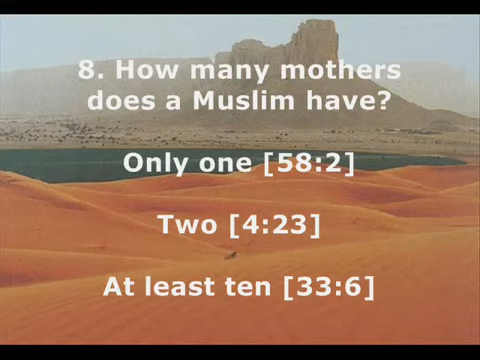 8. How many mothers
does a Muslim have?
Only one [58:2]
Two [4:23]
At least ten [33:6]